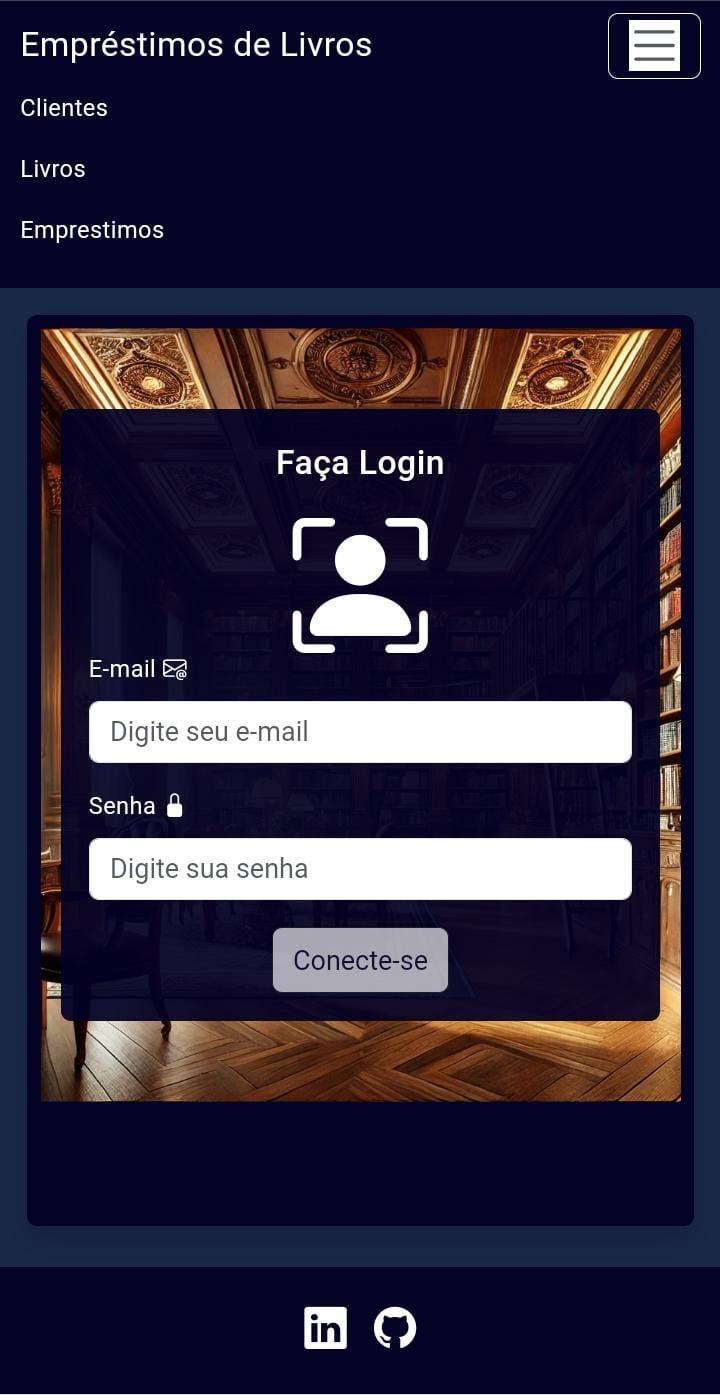 Empréstimos de Livros
Clientes
Livros
Emprestimos
Faça Login
E-mail
Digite seu e-mail
Senha
Digite sua senha
Conecte-se
in